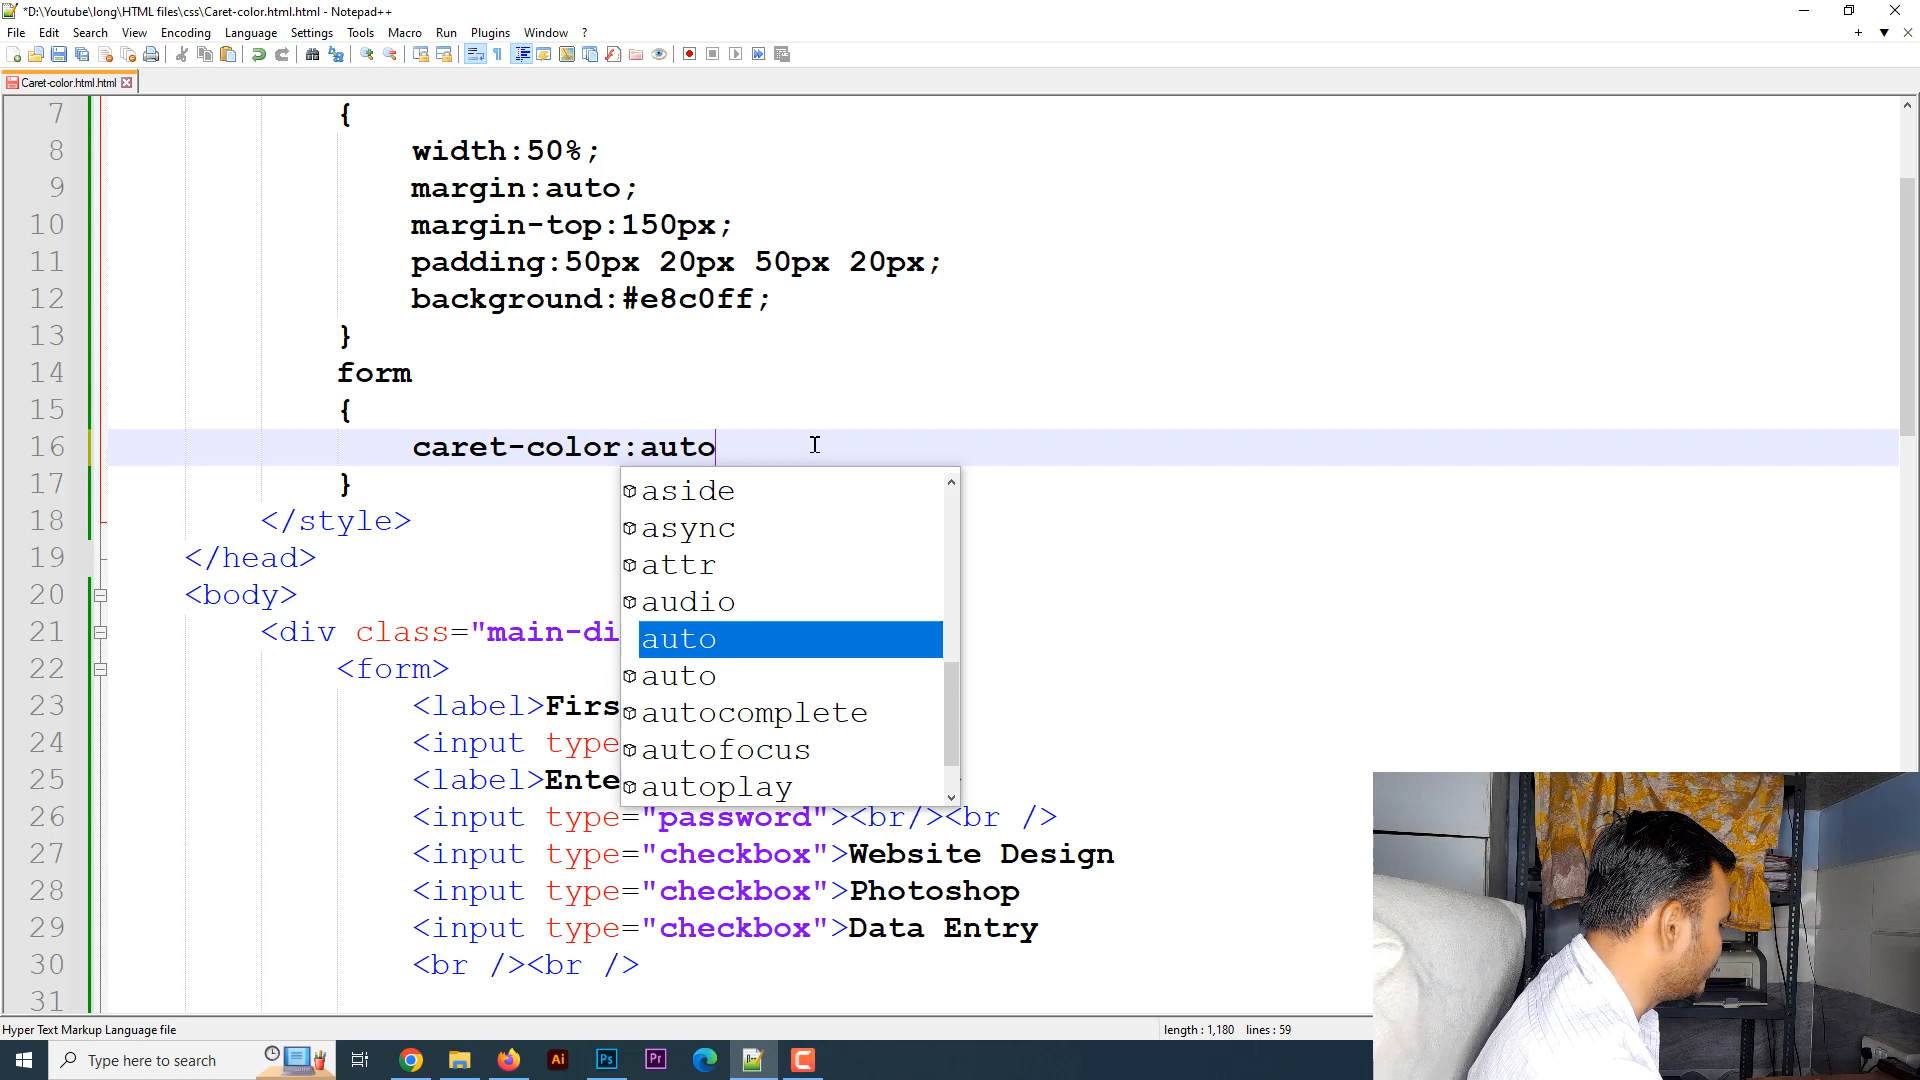 *D:\Youtube\long\HTML files\css\Caret-color.html.html - Notepad++
File Edit Search View Encoding Language Settings Tools Macro Run Plugins Window ?
Caret-color.html.html
7 {
8 width:50%;
9 margin:auto;
10 margin-top:150px;
11 padding:50px 20px 50px 20px;
12 background:#e8c0ff;
13 }
14 form
15 {
16 caret-color:auto
17 }
18 </style>
19 </head>
20 <body>
21 <div class="main-di
22 <form>
23 <label>Firs
24 <input type
25 <label>Ente
26 <input type="password"><br/><br />
27 <input type="checkbox">Website Design
28 <input type="checkbox">Photoshop
29 <input type="checkbox">Data Entry
30 <br /><br />
31
aside
async
attr
audio
auto
auto
autocomplete
autofocus
autoplay
Hyper Text Markup Language file length : 1,180 lines : 59
Type here to search
Ai Ps Pr